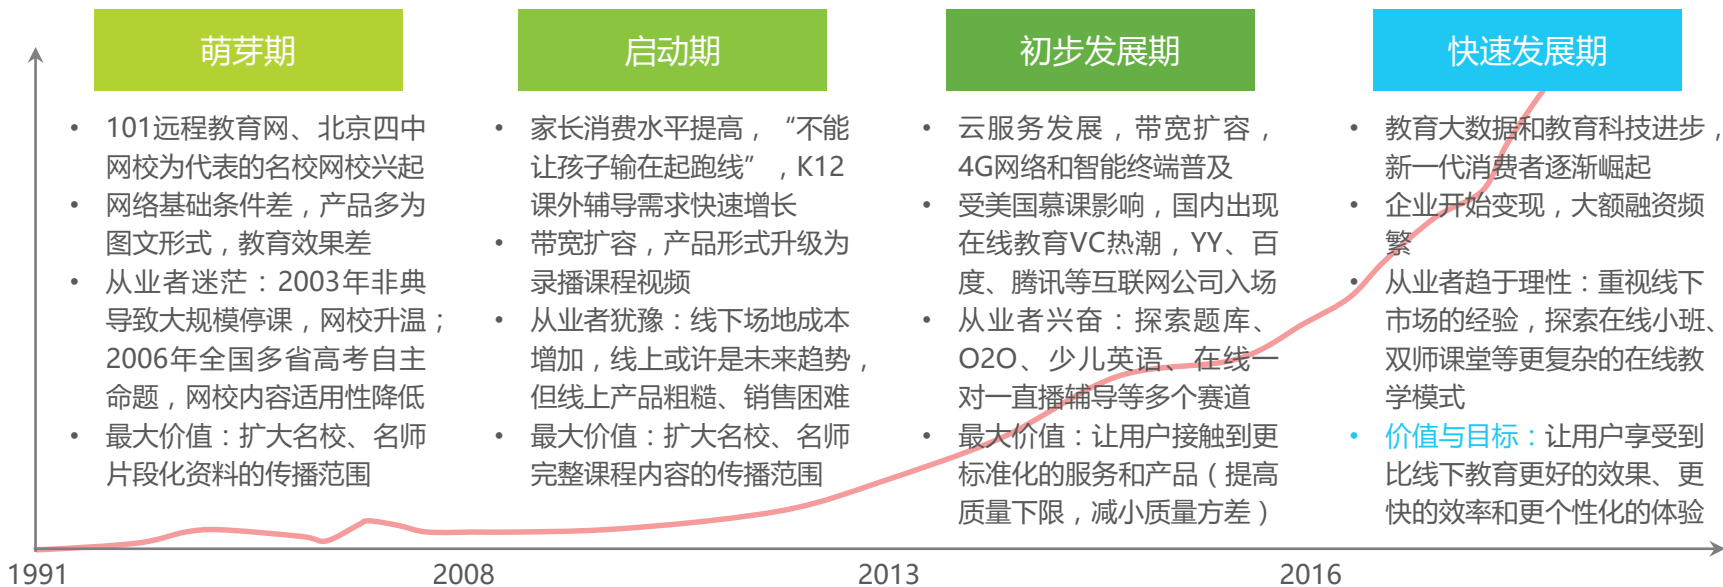 萌芽期
• 101远程教育网、北京四中
网校为代表的名校网校兴起
• 网络基础条件差，产品多为
图文形式，教育效果差
• 从业者迷茫：2003年非典
导致大规模停课，网校升温；
2006年全国多省高考自主
命题，网校内容适用性降低
• 最大价值：扩大名校、名师
片段化资料的传播范围
启动期
• 家长消费水平提高，“不能
让孩子输在起跑线”，K12
课外辅导需求快速增长
• 带宽扩容，产品形式升级为
录播课程视频
• 从业者犹豫：线下场地成本
增加，线上或许是未来趋势，
但线上产品粗糙、销售困难
• 最大价值：扩大名校、名师
完整课程内容的传播范围
初步发展期
• 云服务发展，带宽扩容，
4G网络和智能终端普及
• 受美国慕课影响，国内出现
在线教育VC热潮，YY、百
度、腾讯等互联网公司入场
• 从业者兴奋：探索题库、
O2O、少儿英语、在线一
对一直播辅导等多个赛道
• 最大价值：让用户接触到更
标准化的服务和产品（提高
质量下限，减小质量方差）
快速发展期
• 教育大数据和教育科技进步，
新一代消费者逐渐崛起
• 企业开始变现，大额融资频
繁
• 从业者趋于理性：重视线下
市场的经验，探索在线小班、
双师课堂等更复杂的在线教
学模式
• 价值与目标：让用户享受到
比线下教育更好的效果、更
快的效率和更个性化的体验
1991
2008
2013
2016